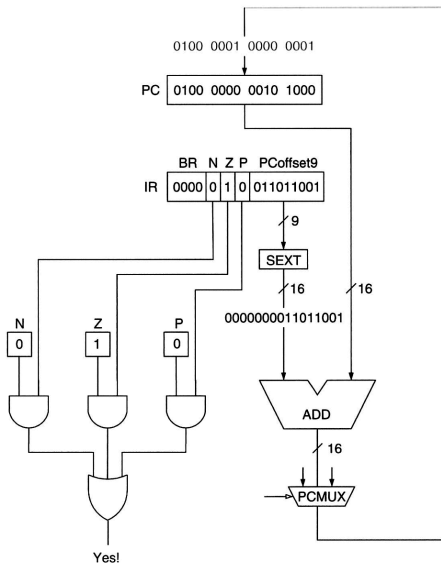 0100 0001 0000 0001
PC 0100 0000 0010 1000
BR N Z P PCoffset9
IR 0000 0 1 0 011011001
9
SEXT
16 16
0000000011011001
N Z P
0 1 0
ADD
16
PCMUX
Yes!